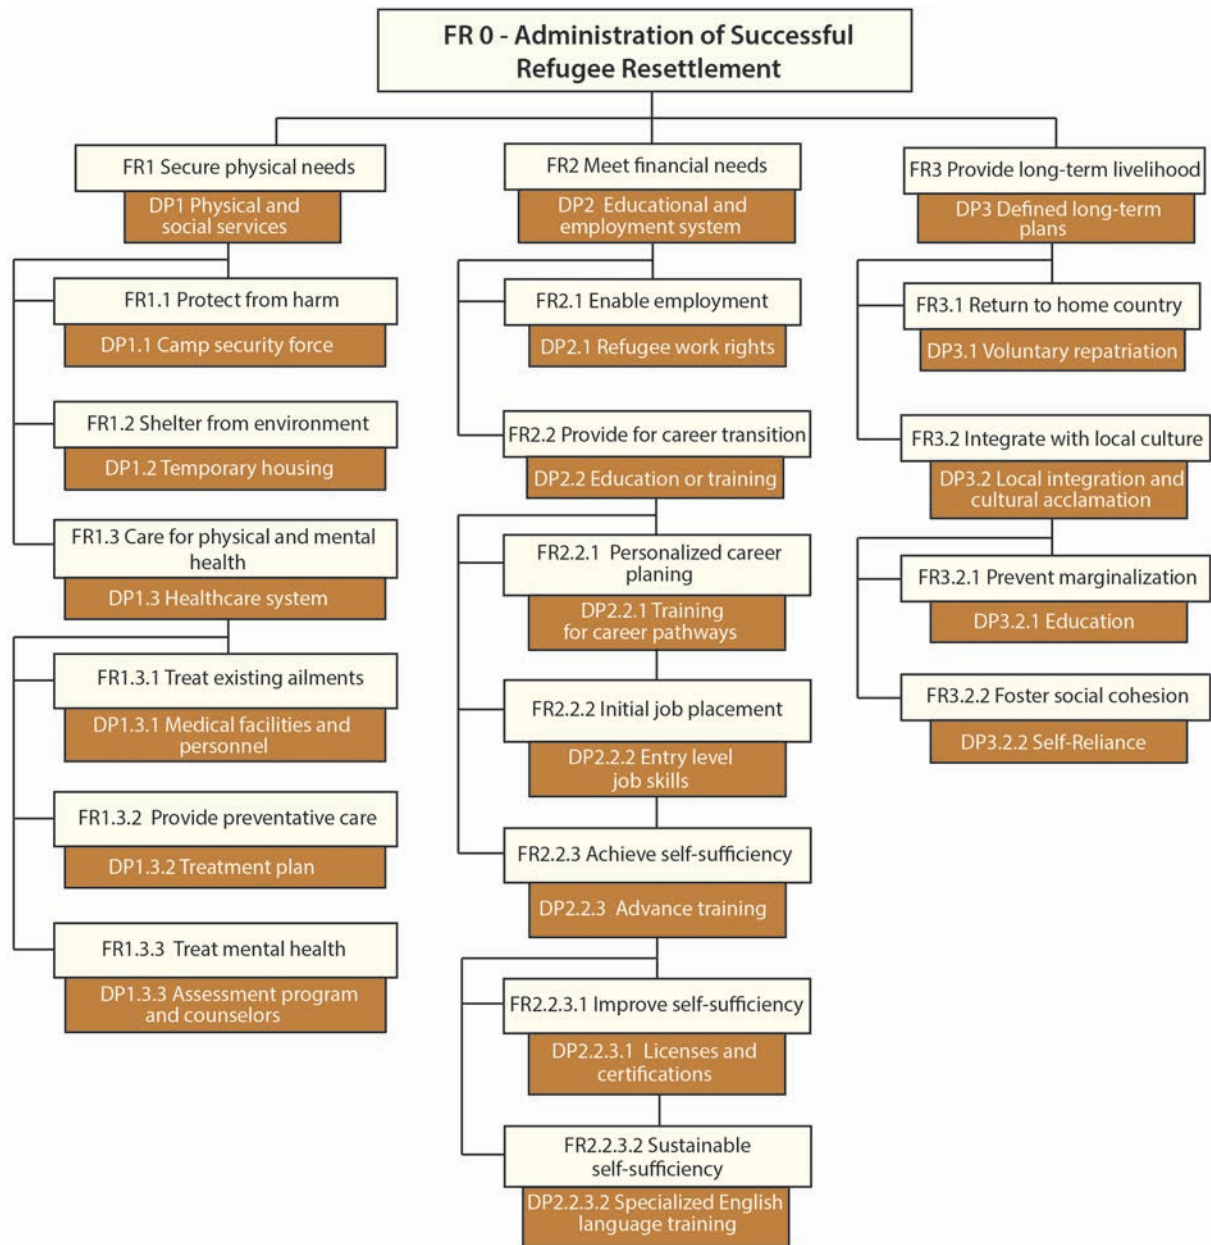 FR 0 - Administration of Successful
Refugee Resettlement
FR1 Secure physical needs
DP1 Physical and
social services
FR1.1 Protect from harm
DP1.1 Camp security force
FR1.2 Shelter from environment
DP1.2 Temporary housing
FR1.3 Care for physical and mental
health
DP1.3 Healthcare system
FR1.3.1 Treat existing ailments
DP1.3.1 Medical facilities and
personnel
FR1.3.2 Provide preventative care
DP1.3.2 Treatment plan
FR1.3.3 Treat mental health
DP1.3.3 Assessment program
and counselors
FR2 Meet financial needs
DP2 Educational and
employment system
FR2.1 Enable employment
DP2.1 Refugee work rights
FR2.2 Provide for career transition
DP2.2 Education or training
FR2.2.1 Personalized career
planing
DP2.2.1 Training
for career pathways
FR2.2.2 Initial job placement
DP2.2.2 Entry level
job skills
FR2.2.3 Achieve self-sufficiency
DP2.2.3 Advance training
FR2.2.3.1 Improve self-sufficiency
DP2.2.3.1 Licenses and
certifications
FR2.2.3.2 Sustainable
self-sufficiency
DP2.2.3.2 Specialized English
language training
FR3 Provide long-term livelihood
DP3 Defined long-term
plans
FR3.1 Return to home country
DP3.1 Voluntary repatriation
FR3.2 Integrate with local culture
DP3.2 Local integration and
cultural acclamation
FR3.2.1 Prevent marginalization
DP3.2.1 Education
FR3.2.2 Foster social cohesion
DP3.2.2 Self-Reliance